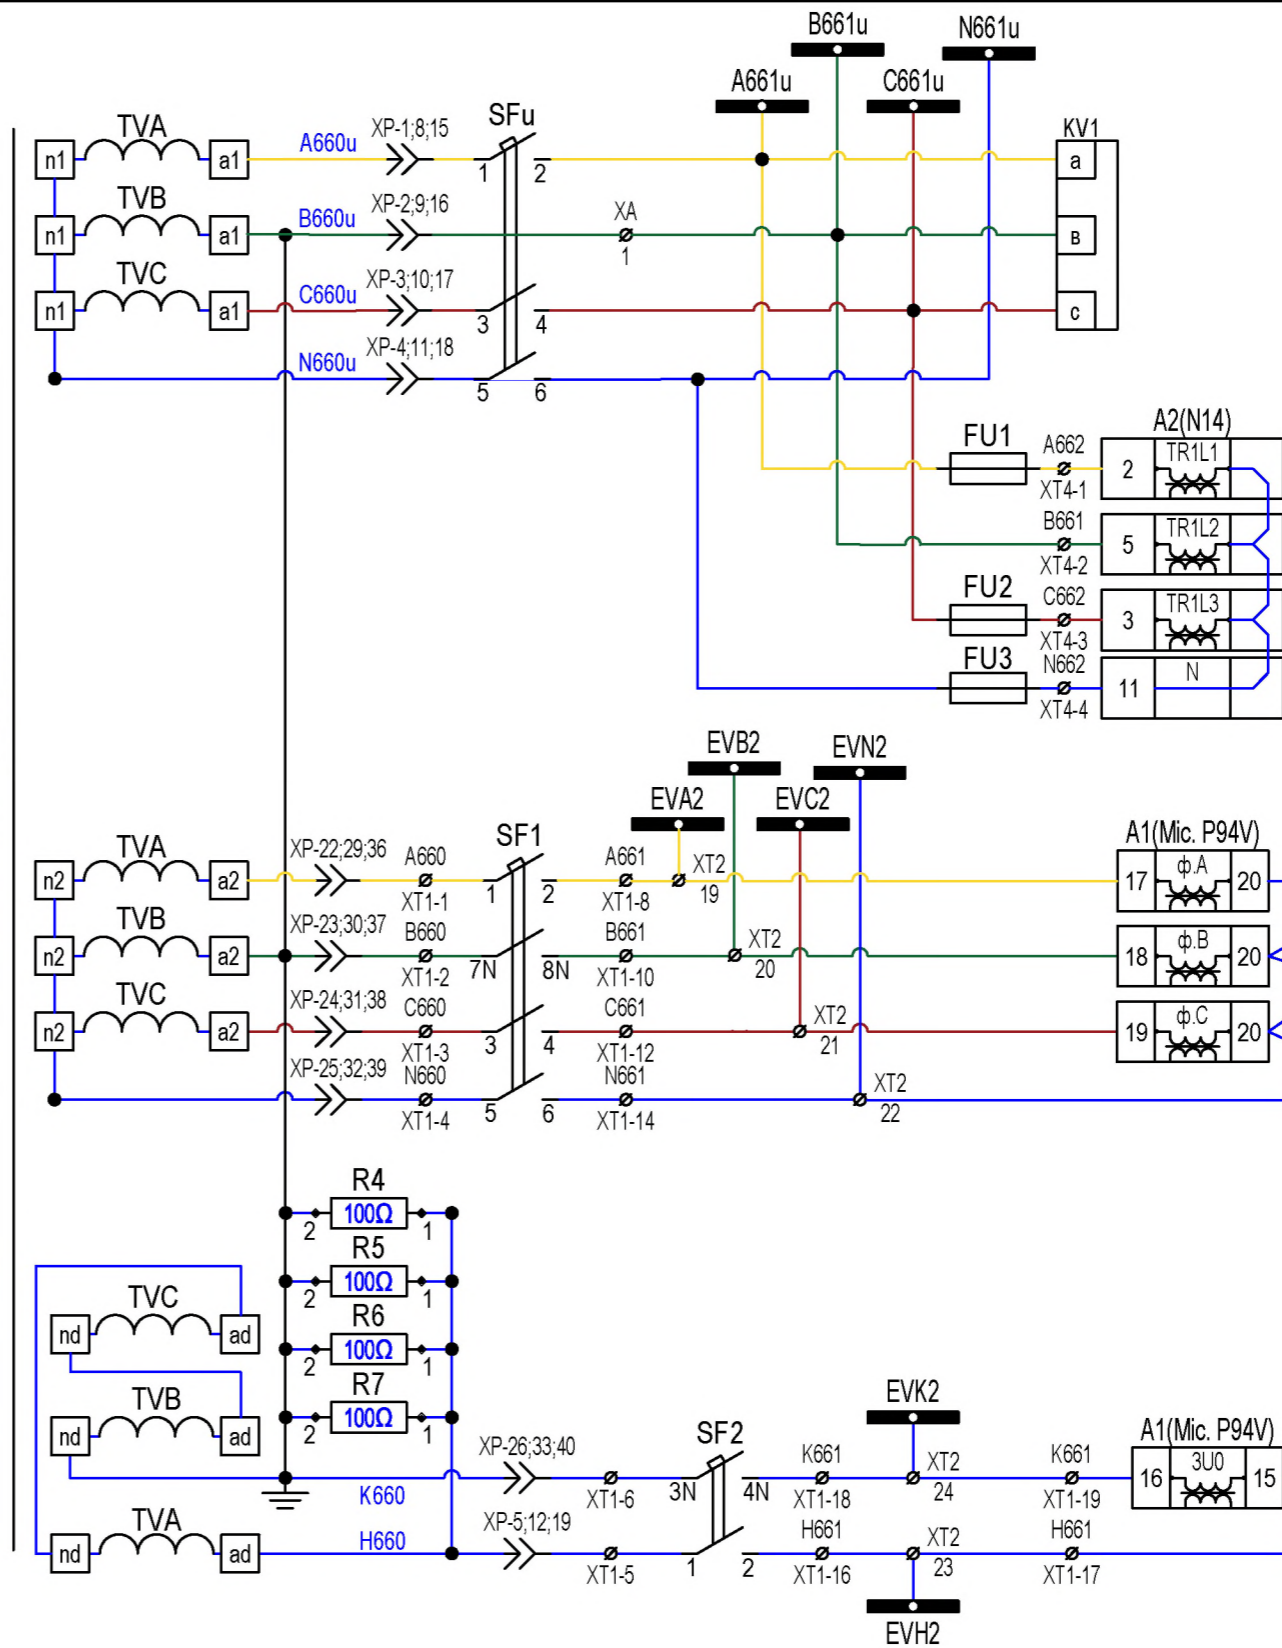 B661u
N661u
A661u
C661u
TVA
A660u
XP-1;8;15
SFu
KV1
n1
a1
1
2
a
TVB
B660u
XP-2;9;16
XA
n1
a1
1
в
TVC
C660u
XP-3;10;17
n1
a1
3
4
c
N660u
XP-4;11;18
5
6
A2(N14)
FU1
A662
XT4-1
2
TR1L1
B661
XT4-2
5
TR1L2
FU2
C662
XT4-3
3
TR1L3
FU3
N662
XT4-4
11
N
EVB2
EVN2
EVA2
EVC2
TVA
XP-22;29;36
A660
SF1
A661
XT2
A1(Mic. P94V)
n2
a2
XT1-1
1
2
XT1-8
19
17
ф.A
20
TVB
XP-23;30;37
B660
B661
XT2
n2
a2
XT1-2
7N
8N
XT1-10
20
18
ф.B
20
TVC
XP-24;31;38
C660
C661
XT2
n2
a2
XT1-3
3
4
XT1-12
21
19
ф.C
20
XP-25;32;39
N660
N661
XT2
XT1-4
5
6
XT1-14
22
R4
2
100Ω
1
R5
2
100Ω
1
R6
2
100Ω
1
R7
2
100Ω
1
TVC
nd
ad
TVB
nd
ad
EVK2
SF2
A1(Mic. P94V)
K660
XP-26;33;40
XT1-6
3N
4N
K661
XT1-18
XT2
24
K661
XT1-19
16
3U0
15
TVA
nd
ad
H660
XP-5;12;19
XT1-5
1
2
H661
XT1-16
XT2
23
H661
XT1-17
EVH2